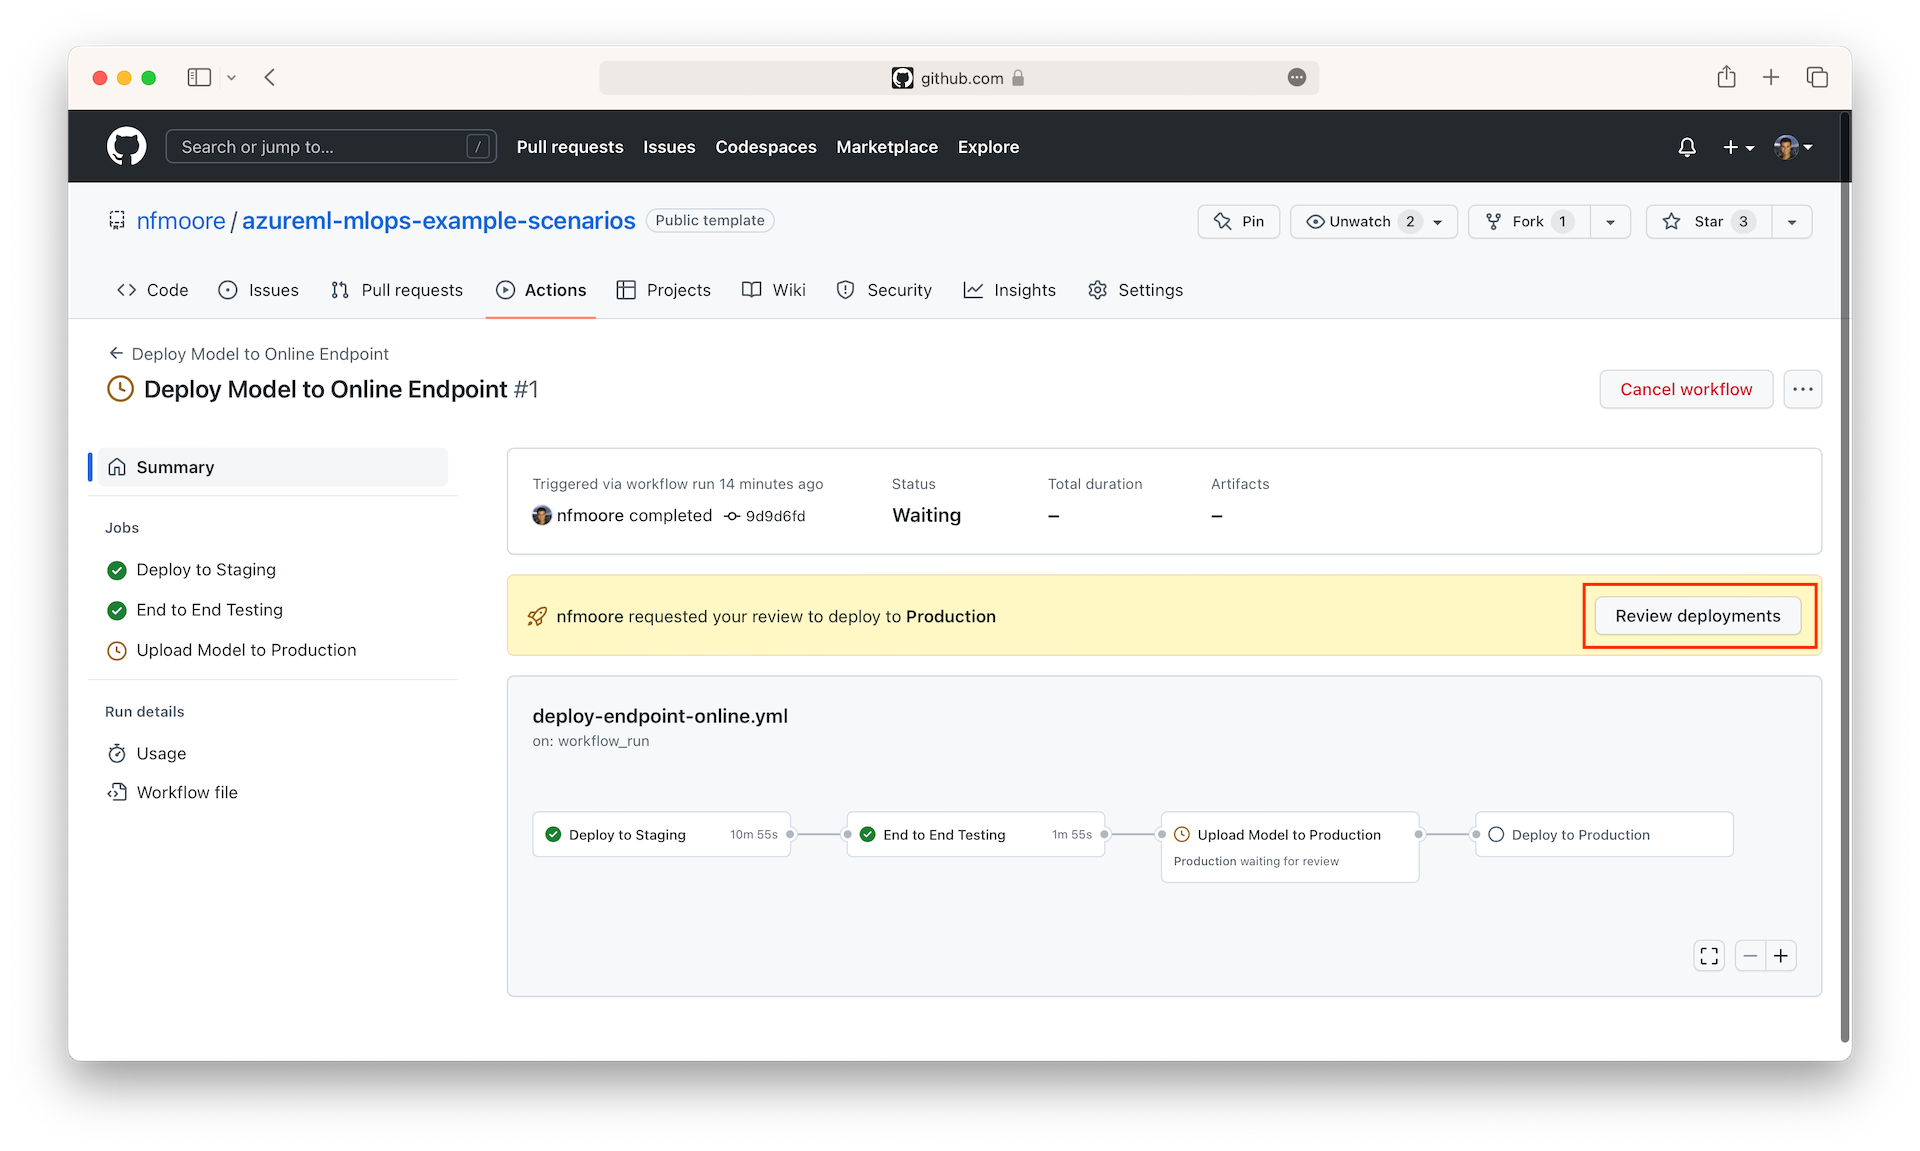 github.com
Search or jump to... /
Pull requests Issues Codespaces Marketplace Explore
nfmoore / azureml-mlops-example-scenarios Public template
Pin Unwatch 2 Fork 1 Star 3
Code Issues Pull requests Actions Projects Wiki Security Insights Settings
Deploy Model to Online Endpoint
Deploy Model to Online Endpoint #1
Cancel workflow
Summary
Jobs
Deploy to Staging
End to End Testing
Upload Model to Production
Run details
Usage
Workflow file
Triggered via workflow run 14 minutes ago Status Total duration Artifacts
nfmoore completed 9d9d6fd Waiting – –
nfmoore requested your review to deploy to Production Review deployments
deploy-endpoint-online.yml
on: workflow_run
Deploy to Staging 10m 55s End to End Testing 1m 55s Upload Model to Production Deploy to Production
Production waiting for review